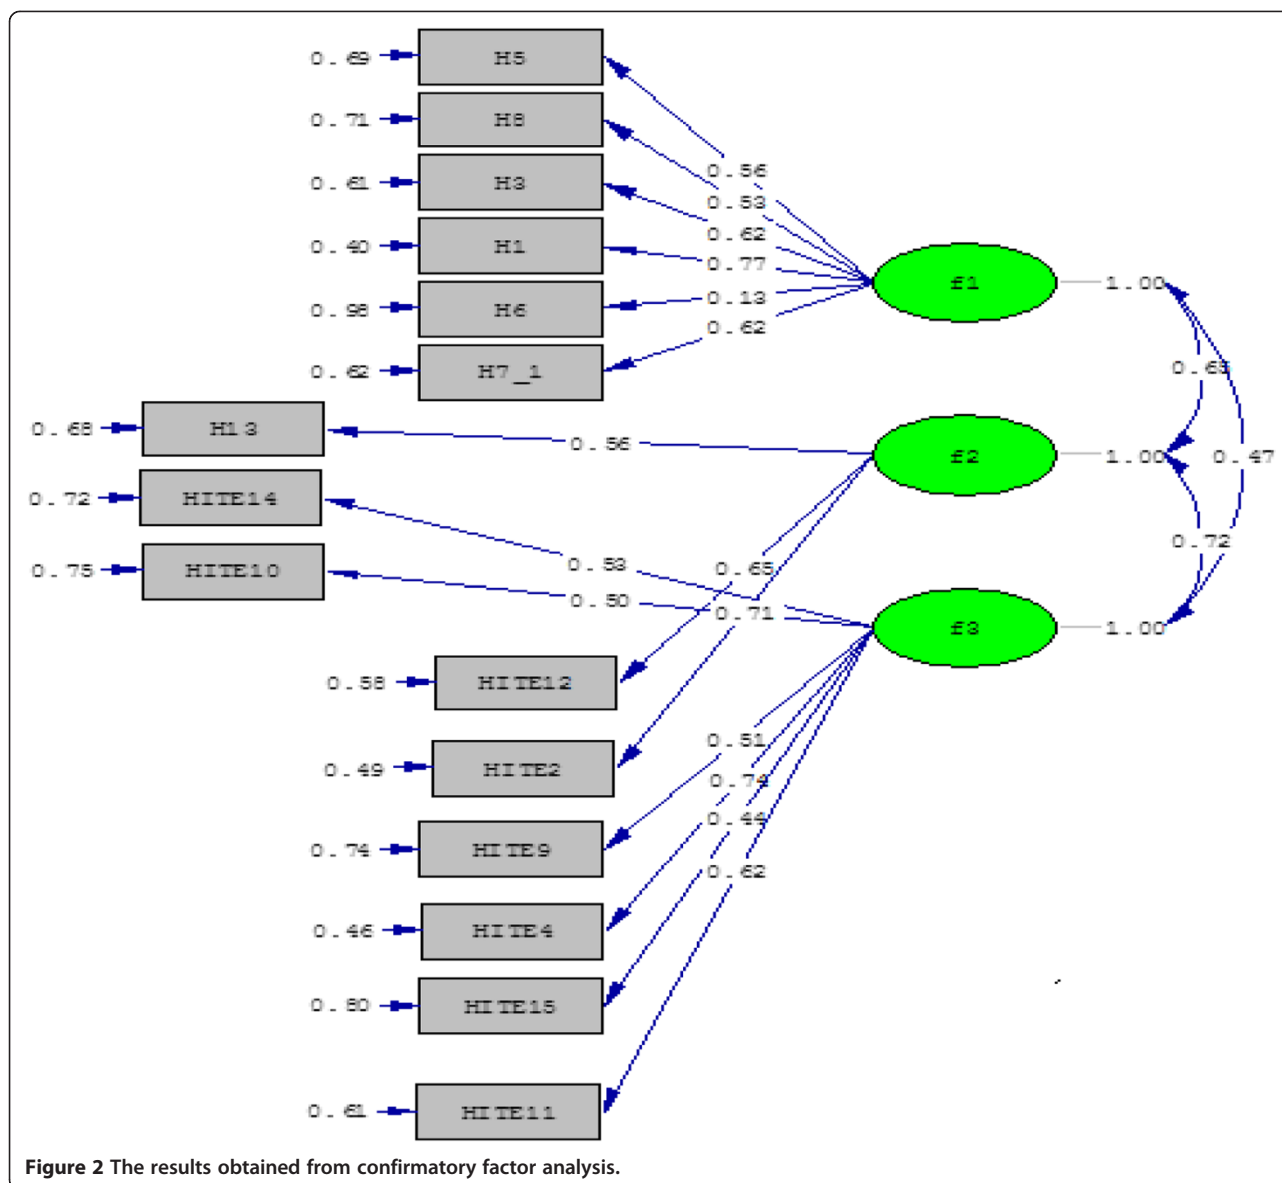 0.69 H5
0.71 H8
0.61 H3
0.40 H1
0.98 H6
0.62 H7_1
0.56
0.53
0.62
0.77
0.13
0.62
f1 1.00
0.47
0.68 H13
0.56
f2 1.00
0.72 HITE14
0.53
0.72
0.75 HITE10
0.50
0.65
0.71
f3 1.00
0.58 HITE12
0.49 HITE2
0.51
0.74
0.44
0.62
0.74 HITE9
0.46 HITE4
0.80 HITE15
0.61 HITE11
Figure 2 The results obtained from confirmatory factor analysis.